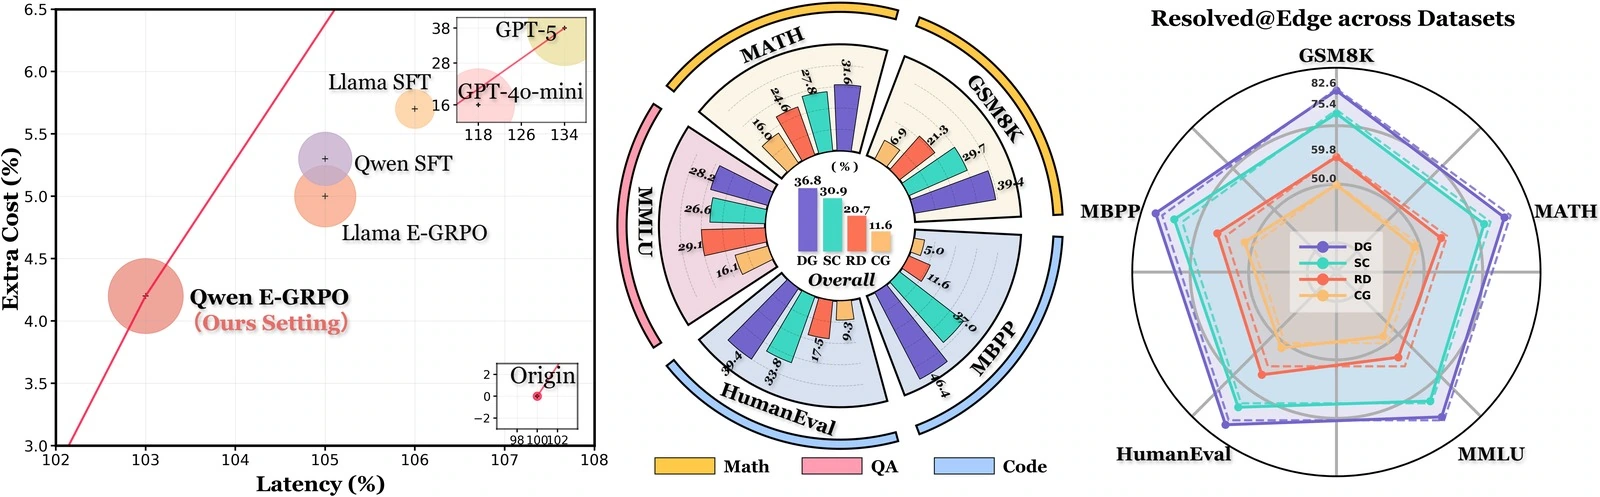 6.5
6.0
5.5
5.0
4.5
4.0
3.5
3.0
102
103
104
105
106
107
108
Extra Cost (%)
Latency (%)
Llama SFT
Qwen SFT
Llama E-GRPO
Qwen E-GRPO
(Ours Setting)
38
28
16
118
126
134
GPT-5
GPT-4o-mini
Origin
2
0
−2
98
100
102
MATH
16.0
24.6
27.8
31.6
GSM8K
6.9
21.3
29.7
39.4
MBPP
5.0
11.6
37.0
46.4
HumanEval
39.4
33.8
17.5
9.3
MMLU
28.2
26.6
29.1
16.1
(%)
36.8
30.9
20.7
11.6
DG SC RD CG
Overall
Math
QA
Code
Resolved@Edge across Datasets
GSM8K
82.6
75.4
59.8
50.0
MBPP
MATH
DG
SC
RD
CG
HumanEval
MMLU